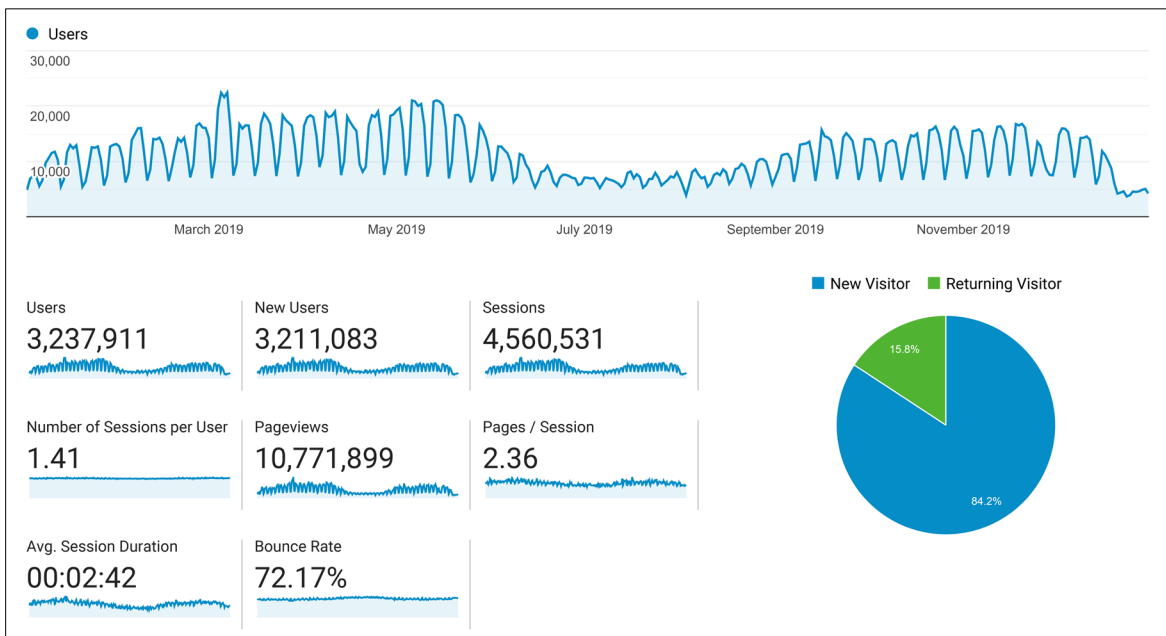 Users
30,000
20,000
10,000
March 2019 May 2019 July 2019 September 2019 November 2019
New Visitor Returning Visitor
15.8%
84.2%
Users
3,237,911
New Users
3,211,083
Sessions
4,560,531
Number of Sessions per User
1.41
Pageviews
10,771,899
Pages / Session
2.36
Avg. Session Duration
00:02:42
Bounce Rate
72.17%